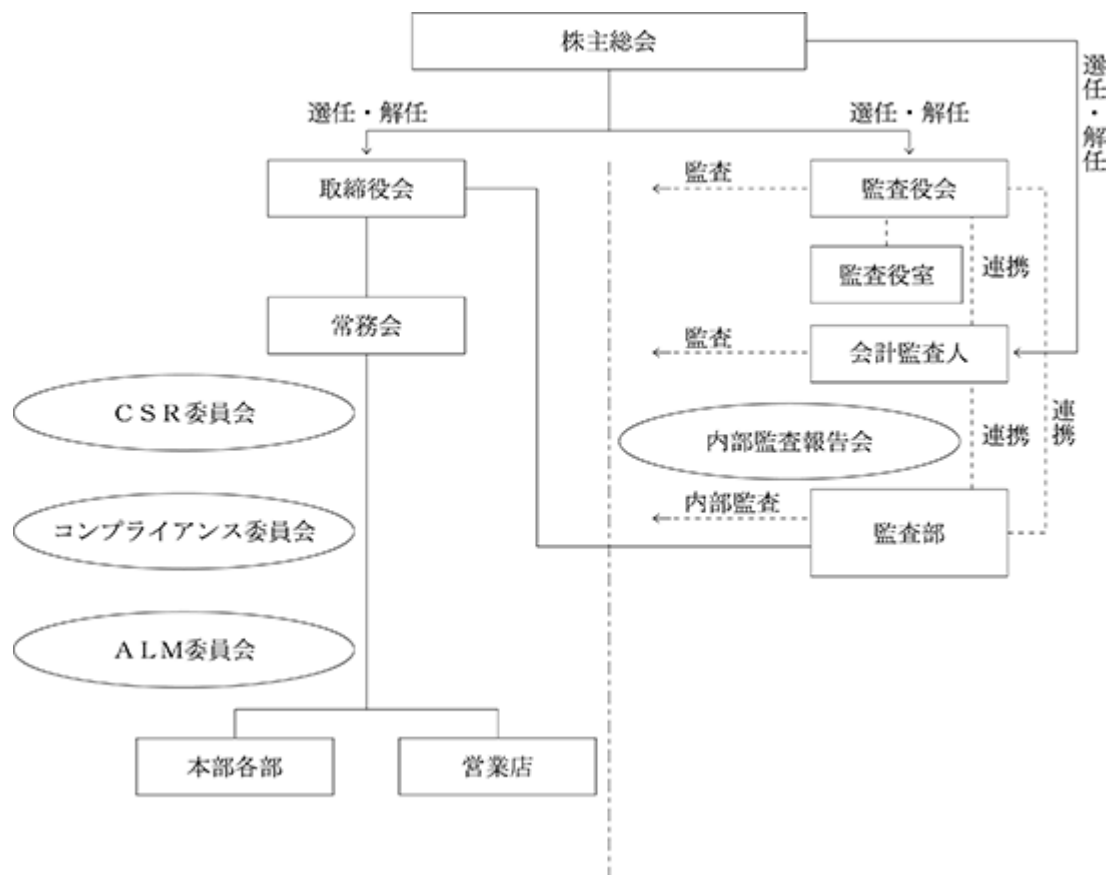 株主総会
選任・解任
選任・解任
選任・解任
取締役会
監査
監査役会
監査役室
連携
常務会
監査
会計監査人
CSR委員会
内部監査報告会
連携
連携
コンプライアンス委員会
内部監査
監査部
ALM委員会
本部各部
営業店